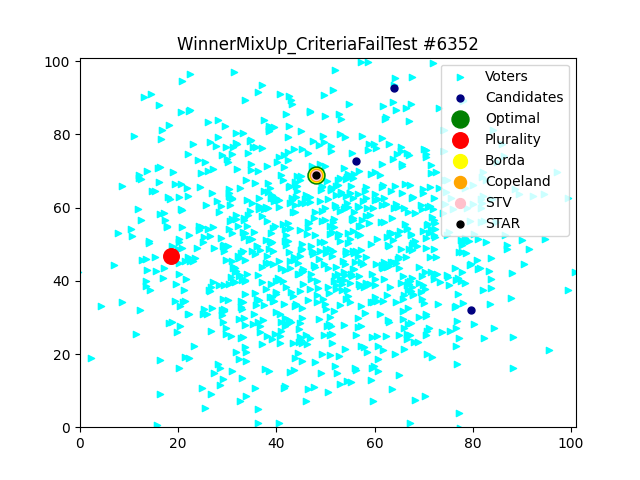 WinnerMixUp_CriteriaFailTest #6352
100
80
60
40
20
0
0
20
40
60
80
100
Voters
Candidates
Optimal
Plurality
Borda
Copeland
STV
STAR